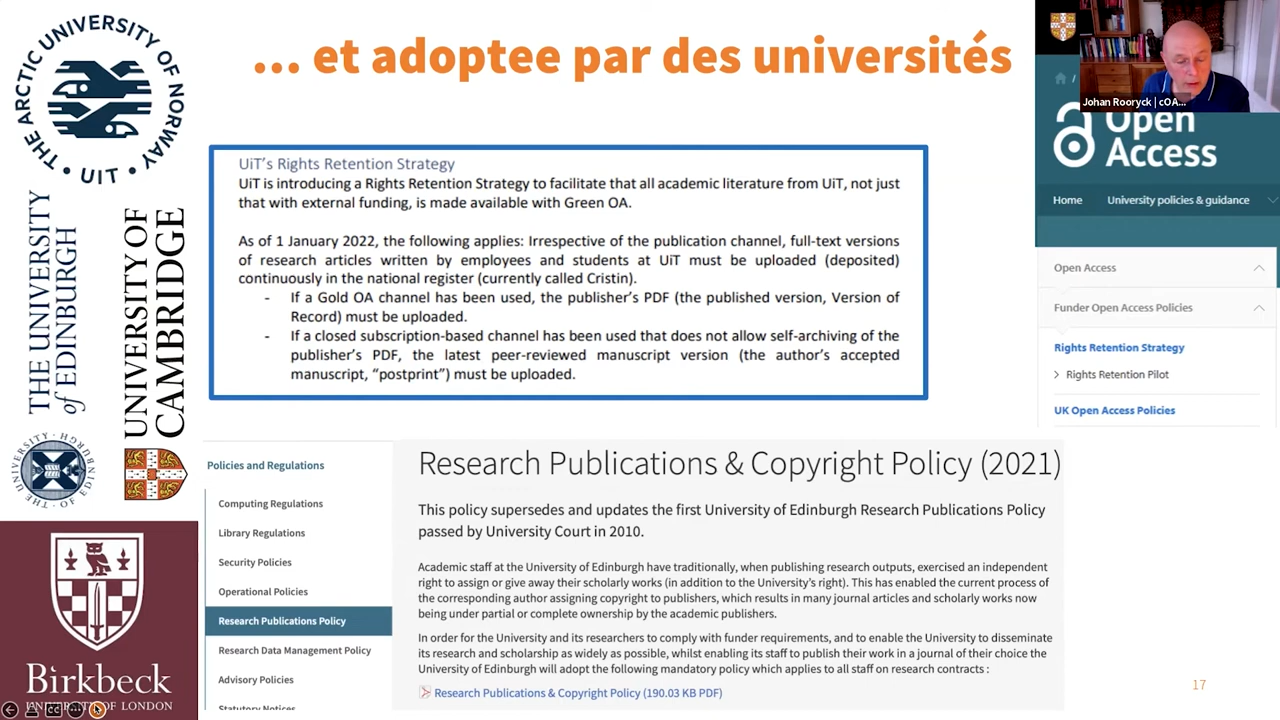 ... et adoptee par des universités
Johan Rooryck | cOA...
THE ARCTIC UNIVERSITY OF NORWAY
• UIT •
THE UNIVERSITY
of EDINBURGH
THE UNIVERSITY OF EDINBURGH
UNIVERSITY OF
CAMBRIDGE
Birkbeck
UNIVERSITY OF LONDON
UiT's Rights Retention Strategy
UiT is introducing a Rights Retention Strategy to facilitate that all academic literature from UiT, not just
that with external funding, is made available with Green OA.
As of 1 January 2022, the following applies: Irrespective of the publication channel, full-text versions
of research articles written by employees and students at UiT must be uploaded (deposited)
continuously in the national register (currently called Cristin).
- If a Gold OA channel has been used, the publisher's PDF (the published version, Version of
Record) must be uploaded.
- If a closed subscription-based channel has been used that does not allow self-archiving of the
publisher's PDF, the latest peer-reviewed manuscript version (the author's accepted
manuscript, “postprint”) must be uploaded.
Open
Access
Home University policies & guidance
Open Access
Funder Open Access Policies
Rights Retention Strategy
> Rights Retention Pilot
UK Open Access Policies
Policies and Regulations
Computing Regulations
Library Regulations
Security Policies
Operational Policies
Research Publications Policy
Research Data Management Policy
Advisory Policies
Statutory Notices
Research Publications & Copyright Policy (2021)
This policy supersedes and updates the first University of Edinburgh Research Publications Policy
passed by University Court in 2010.
Academic staff at the University of Edinburgh have traditionally, when publishing research outputs, exercised an independent
right to assign or give away their scholarly works (in addition to the University's right). This has enabled the current process of
the corresponding author assigning copyright to publishers, which results in many journal articles and scholarly works now
being under partial or complete ownership by the academic publishers.
In order for the University and its researchers to comply with funder requirements, and to enable the University to disseminate
its research and scholarship as widely as possible, whilst enabling its staff to publish their work in a journal of their choice the
University of Edinburgh will adopt the following mandatory policy which applies to all staff on research contracts :
Research Publications & Copyright Policy (190.03 KB PDF)
17